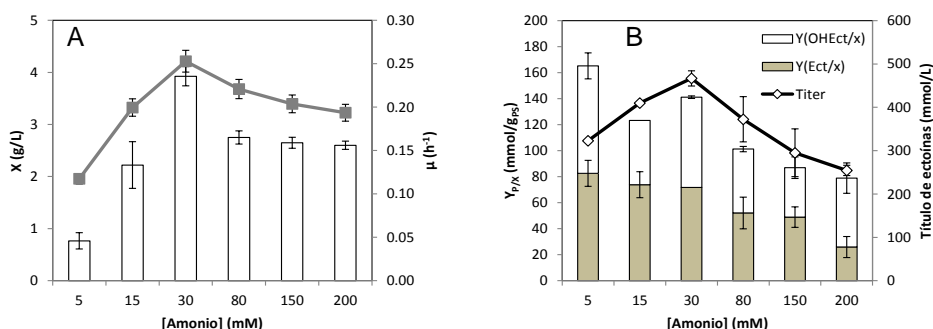 A
X (g/L)
5
4
3
2
1
0
0.30
0.25
0.20
0.15
0.10
0.05
0.00
µ (h⁻¹)
5 15 30 80 150 200
[Amonio] (mM)
B
Y(OHEct/x)
Y(Ect/x)
Titer
Y_P/X (mmol/g_PS)
200
180
160
140
120
100
80
60
40
20
0
600
500
400
300
200
100
0
Título de ectoínas (mmol/L)
5 15 30 80 150 200
[Amonio] (mM)